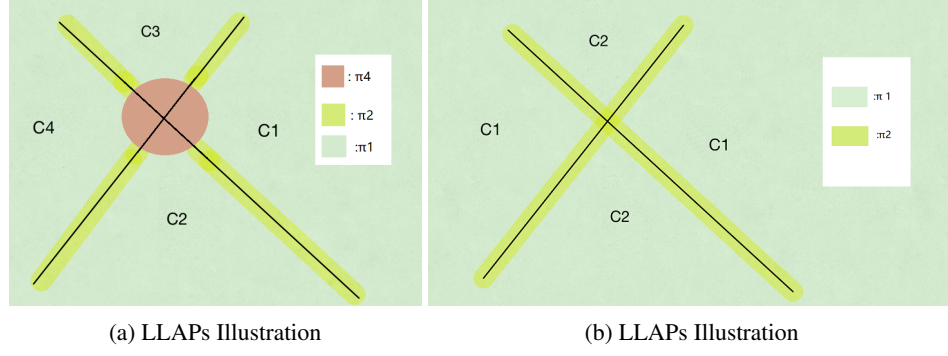 C3
C4
C1
C2
: π4
: π2
:π1
C2
C1
C1
C2
:π 1
:π2
(a) LLAPs Illustration
(b) LLAPs Illustration